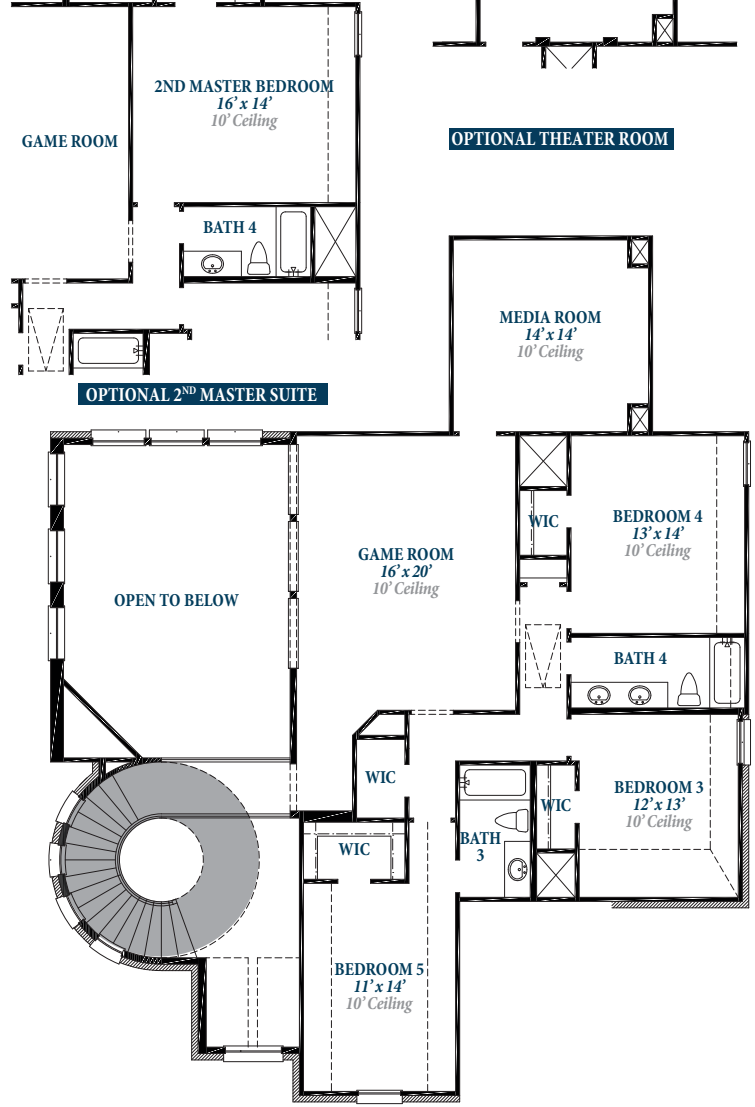 2ND MASTER BEDROOM
16' x 14'
10' Ceiling
GAME ROOM
BATH 4
OPTIONAL THEATER ROOM
OPTIONAL 2ND MASTER SUITE
MEDIA ROOM
14' x 14'
10' Ceiling
WIC
BEDROOM 4
13' x 14'
10' Ceiling
GAME ROOM
16' x 20'
10' Ceiling
OPEN TO BELOW
BATH 4
WIC
BEDROOM 3
12' x 13'
10' Ceiling
WIC
BATH
3
WIC
BEDROOM 5
11' x 14'
10' Ceiling